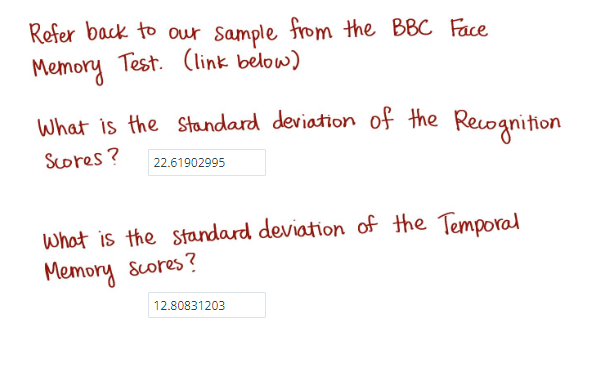 Refer back to our sample from the BBC Face
Memory Test. (link below)
What is the standard deviation of the Recognition
Scores? 22.61902995
What is the standard deviation of the Temporal
Memory scores?
12.80831203